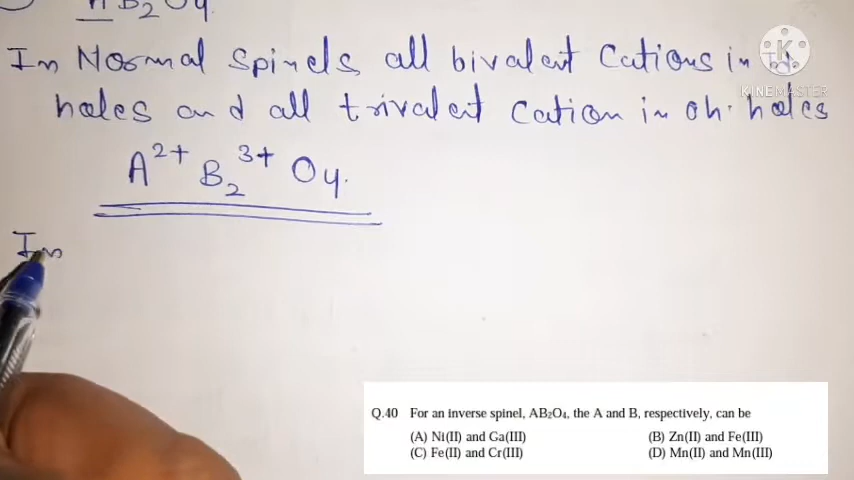 AB2O4.
In Normal spinels all bivalent Cations in Td
holes and all trivalent Cation in oh. holes
A2+ B23+ O4.
In
KINEMASTER
Q.40 For an inverse spinel, AB₂O₄, the A and B, respectively, can be
(A) Ni(II) and Ga(III) (B) Zn(II) and Fe(III)
(C) Fe(II) and Cr(III) (D) Mn(II) and Mn(III)